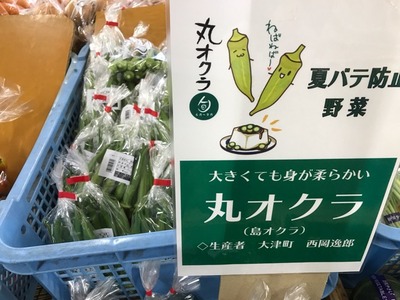 丸オクラ
旬
ねばねばー
夏バテ防止
野菜
大きくても身が柔らかい
丸オクラ
(島オクラ)
◇生産者 大津町 西岡逸郎